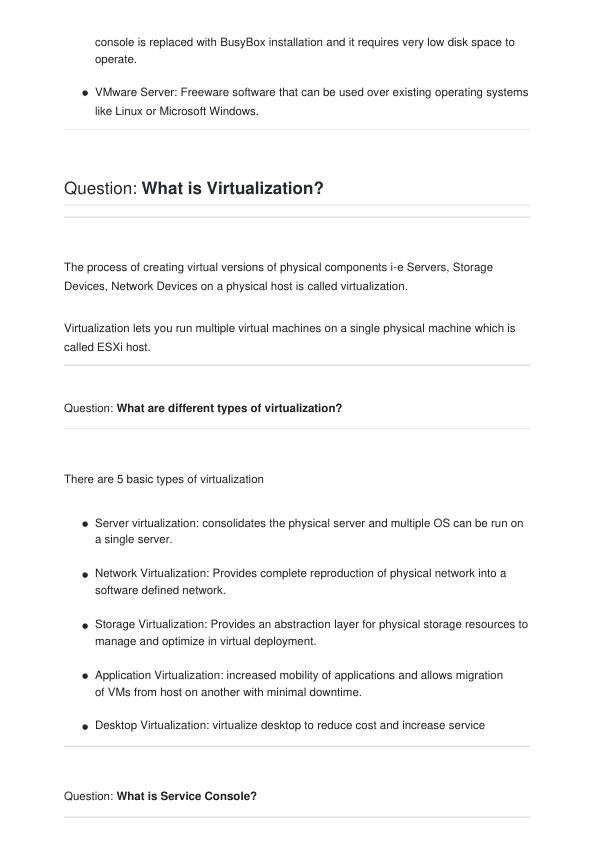 console is replaced with BusyBox installation and it requires very low disk space to
operate.
● VMware Server: Freeware software that can be used over existing operating systems
like Linux or Microsoft Windows.
Question: What is Virtualization?
The process of creating virtual versions of physical components i-e Servers, Storage
Devices, Network Devices on a physical host is called virtualization.
Virtualization lets you run multiple virtual machines on a single physical machine which is
called ESXi host.
Question: What are different types of virtualization?
There are 5 basic types of virtualization
● Server virtualization: consolidates the physical server and multiple OS can be run on
a single server.
● Network Virtualization: Provides complete reproduction of physical network into a
software defined network.
● Storage Virtualization: Provides an abstraction layer for physical storage resources to
manage and optimize in virtual deployment.
● Application Virtualization: increased mobility of applications and allows migration
of VMs from host on another with minimal downtime.
● Desktop Virtualization: virtualize desktop to reduce cost and increase service
Question: What is Service Console?